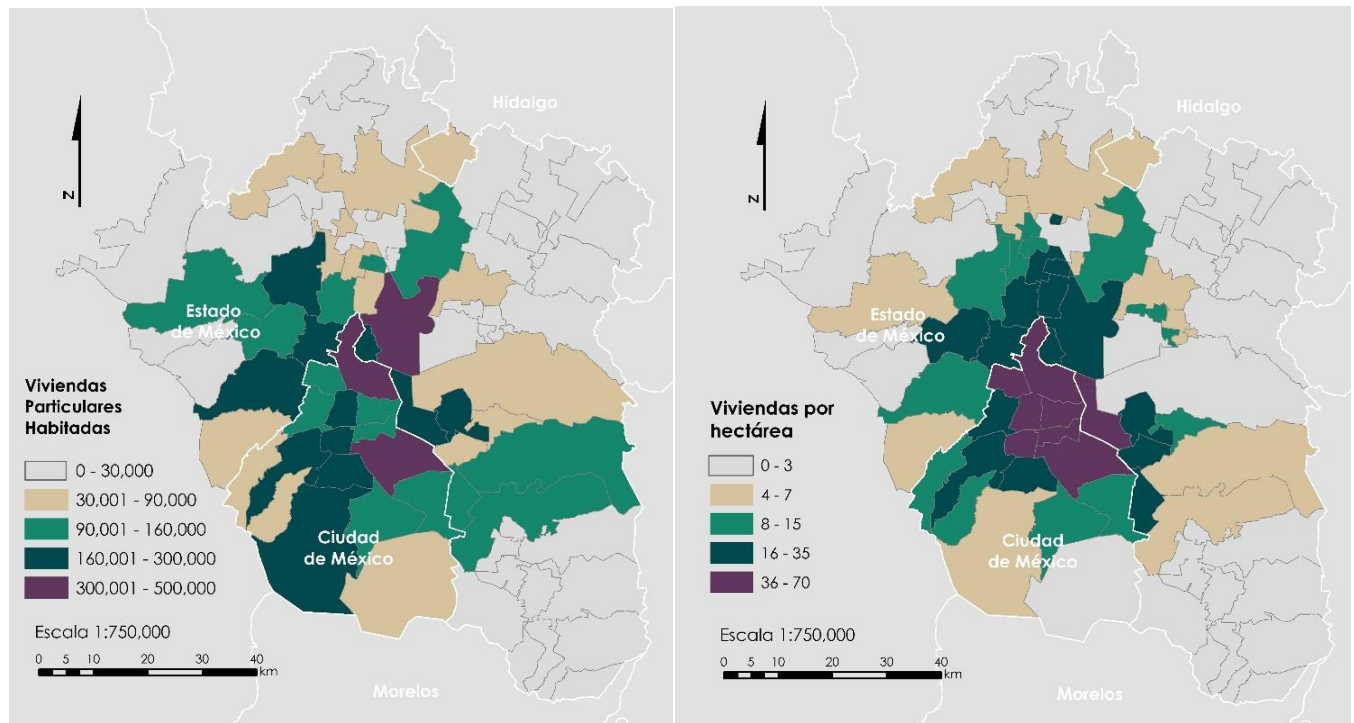 Hidalgo
N
Estado
de México
Viviendas
Particulares
Habitadas
0 - 30,000
30,001 - 90,000
90,001 - 160,000
160,001 - 300,000
300,001 - 500,000
Ciudad
de México
Escala 1:750,000
0 5 10 20 30 40
km
Morelos
Hidalgo
N
Estado
de México
Viviendas por
hectárea
0 - 3
4 - 7
8 - 15
16 - 35
36 - 70
Ciudad
de México
Escala 1:750,000
0 5 10 20 30 40
km
Morelos